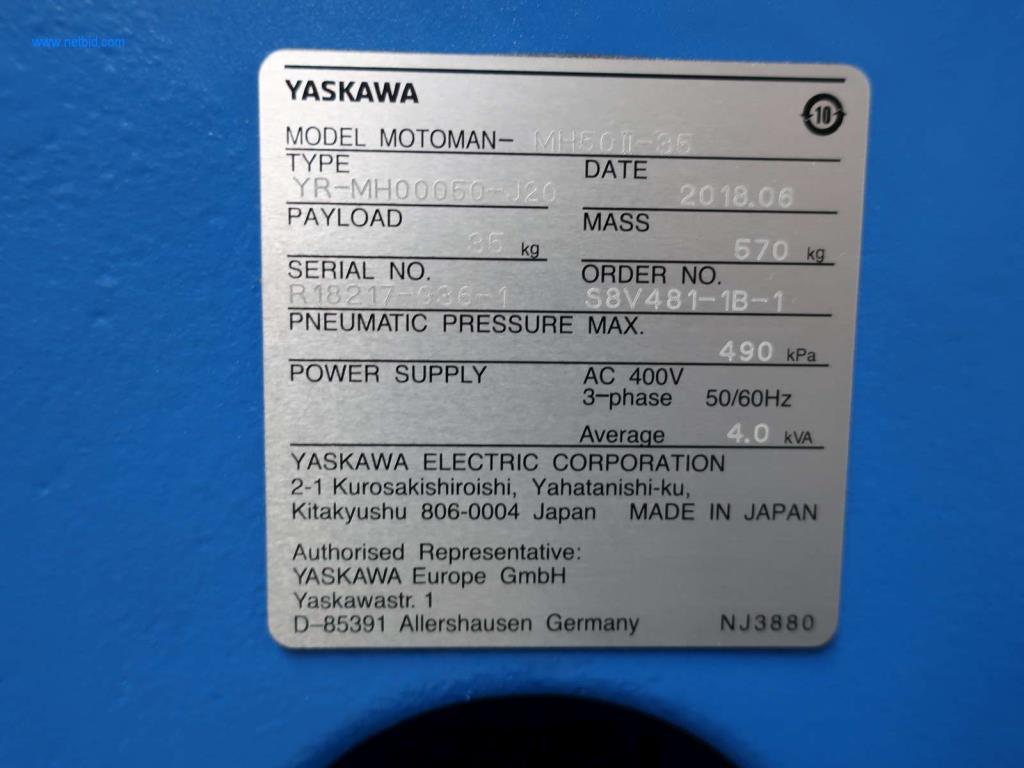 www.netbid.com
YASKAWA
10
MODEL MOTOMAN- MH50II-35
TYPE
YR-MH00050-J20
DATE
2018.06
PAYLOAD
35 kg
MASS
570 kg
SERIAL NO.
R18217-936-1
ORDER NO.
S8V481-1B-1
PNEUMATIC PRESSURE MAX.
490 kPa
POWER SUPPLY
AC 400V
3-phase 50/60Hz
Average 4.0 kVA
YASKAWA ELECTRIC CORPORATION
2-1 Kurosakishiroishi, Yahatanishi-ku,
Kitakyushu 806-0004 Japan MADE IN JAPAN
Authorised Representative:
YASKAWA Europe GmbH
Yaskawastr. 1
D-85391 Allershausen Germany NJ3880